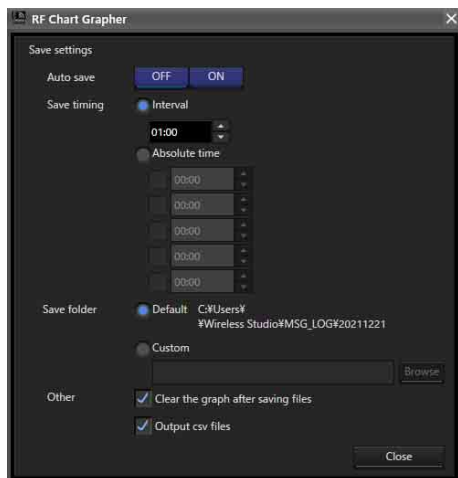 RF Chart Grapher
Save settings
Auto save OFF ON
Save timing Interval
01:00
Absolute time
00:00
00:00
00:00
00:00
00:00
Save folder Default C:¥Users¥
¥Wireless Studio¥MSG_LOG¥20211221
Custom
Browse
Other Clear the graph after saving files
Output csv files
Close